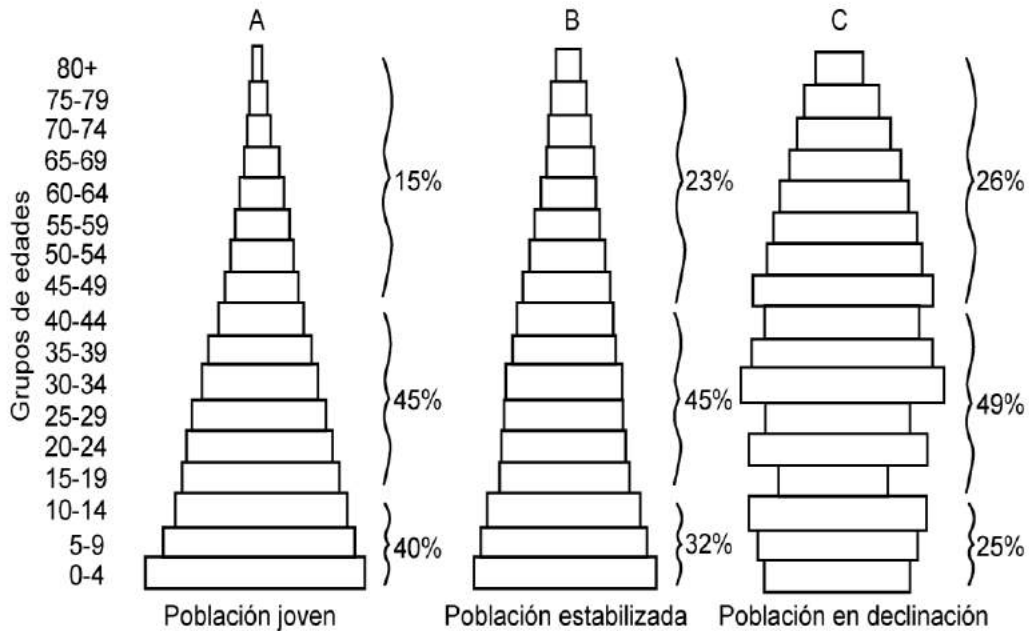 A B C
Grupos de edades
80+
75-79
70-74
65-69
60-64
55-59
50-54
45-49
40-44
35-39
30-34
25-29
20-24
15-19
10-14
5-9
0-4
15% 23% 26%
45% 45% 49%
40% 32% 25%
Población joven Población estabilizada Población en declinación